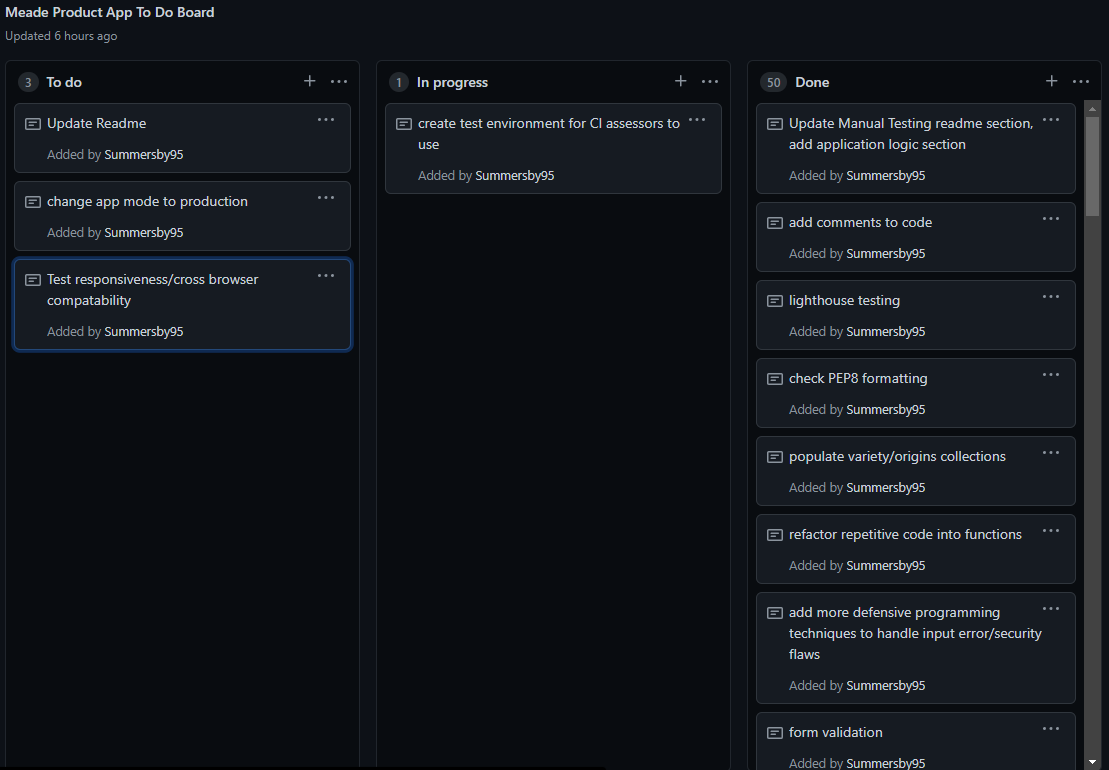 Meade Product App To Do Board
Updated 6 hours ago
3 To do
Update Readme
Added by Summersby95
change app mode to production
Added by Summersby95
Test responsiveness/cross browser
compatability
Added by Summersby95
1 In progress
create test environment for CI assessors to
use
Added by Summersby95
50 Done
Update Manual Testing readme section,
add application logic section
Added by Summersby95
add comments to code
Added by Summersby95
lighthouse testing
Added by Summersby95
check PEP8 formatting
Added by Summersby95
populate variety/origins collections
Added by Summersby95
refactor repetitive code into functions
Added by Summersby95
add more defensive programming
techniques to handle input error/security
flaws
Added by Summersby95
form validation
Added by Summersby95